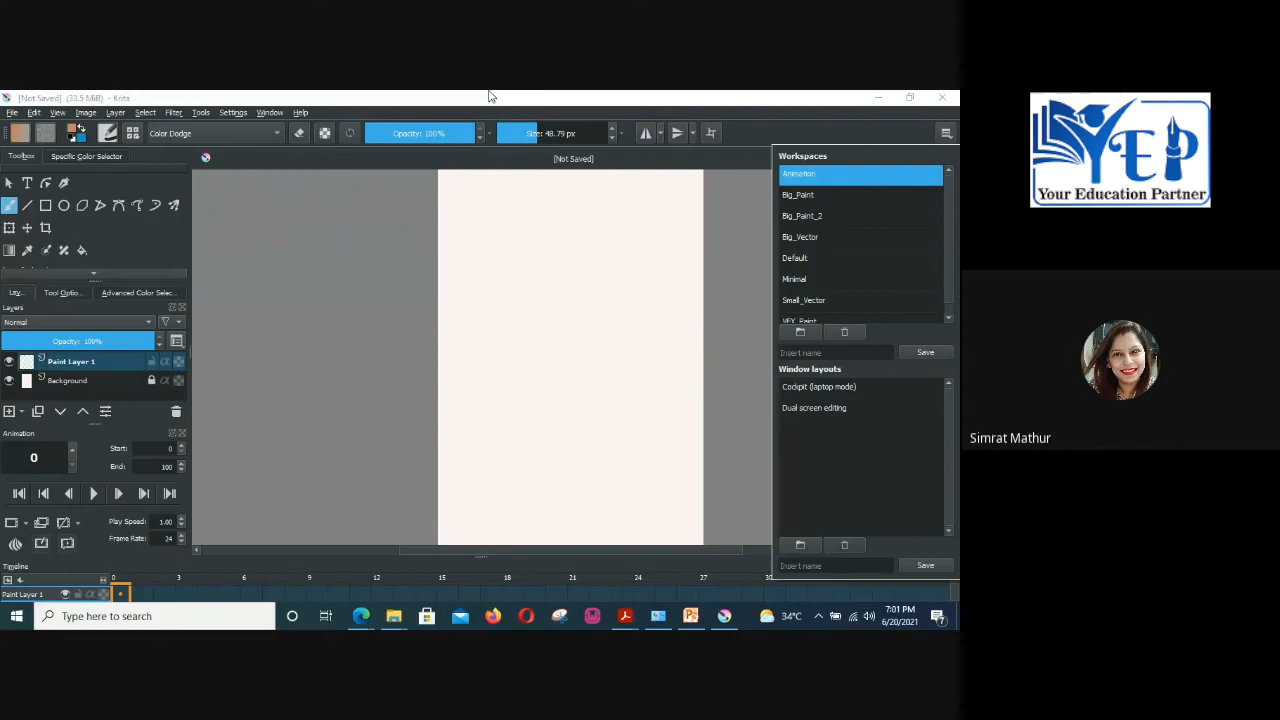 [Not Saved] (33.5 MiB) - Krita
File Edit View Image Layer Select Filter Tools Settings Window Help
Color Dodge
Opacity: 100%
Size: 48.79 px
Toolbox
Specific Color Selector
[Not Saved]
Workspaces
Animation
Big_Paint
Big_Paint_2
Big_Vector
Default
Minimal
Small_Vector
VFX_Paint
Insert name
Save
Window layouts
Cockpit (laptop mode)
Dual screen editing
Insert name
Save
Lay...
Tool Optio...
Advanced Color Selec...
Layers
Normal
Opacity: 100%
Paint Layer 1
Background
Animation
0
Start: 0
End: 100
Play Speed: 1.00
Frame Rate: 24
Timeline
0 3 6 9 12 15 18 21 24 27 30
Paint Layer 1
Type here to search
34°C
7:01 PM
6/20/2021
7
YEP
Your Education Partner
Simrat Mathur